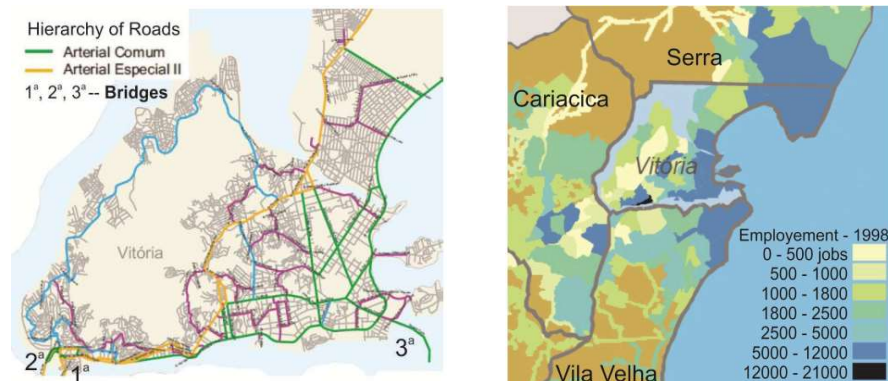 Hierarchy of Roads
Arterial Comum
Arterial Especial II
1ª, 2ª, 3ª -- Bridges
Vitória
2ª
1ª
3ª
Serra
Cariacica
Vitória
Employement - 1998
0 - 500 jobs
500 - 1000
1000 - 1800
1800 - 2500
2500 - 5000
5000 - 12000
12000 - 21000
Vila Velha